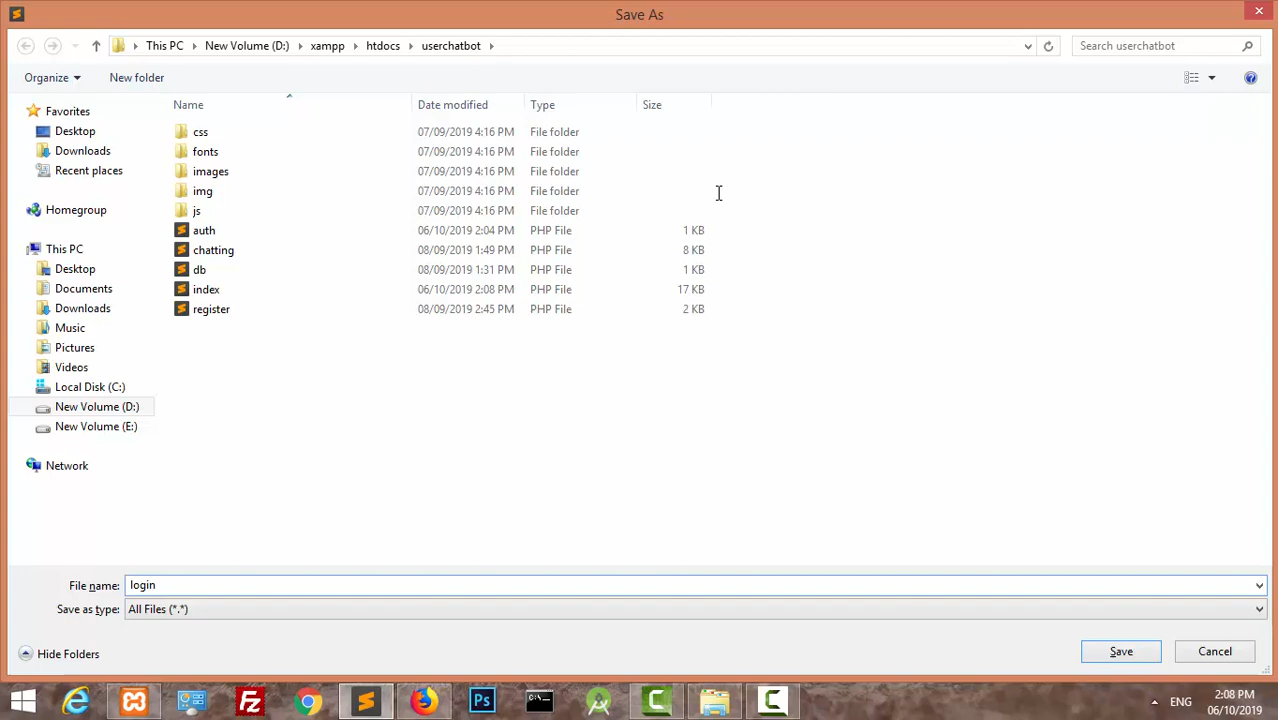 Save As
This PC New Volume (D:) xampp htdocs userchatbot Search userchatbot
Organize New folder
Name Date modified Type Size
Favorites
Desktop
Downloads
Recent places
Homegroup
This PC
Desktop
Documents
Downloads
Music
Pictures
Videos
Local Disk (C:)
New Volume (D:)
New Volume (E:)
Network
css 07/09/2019 4:16 PM File folder
fonts 07/09/2019 4:16 PM File folder
images 07/09/2019 4:16 PM File folder
img 07/09/2019 4:16 PM File folder
js 07/09/2019 4:16 PM File folder
auth 06/10/2019 2:04 PM PHP File 1 KB
chatting 08/09/2019 1:49 PM PHP File 8 KB
db 08/09/2019 1:31 PM PHP File 1 KB
index 06/10/2019 2:08 PM PHP File 17 KB
register 08/09/2019 2:45 PM PHP File 2 KB
File name: login
Save as type: All Files (*.*)
Hide Folders Save Cancel
Ps
ENG
2:08 PM
06/10/2019